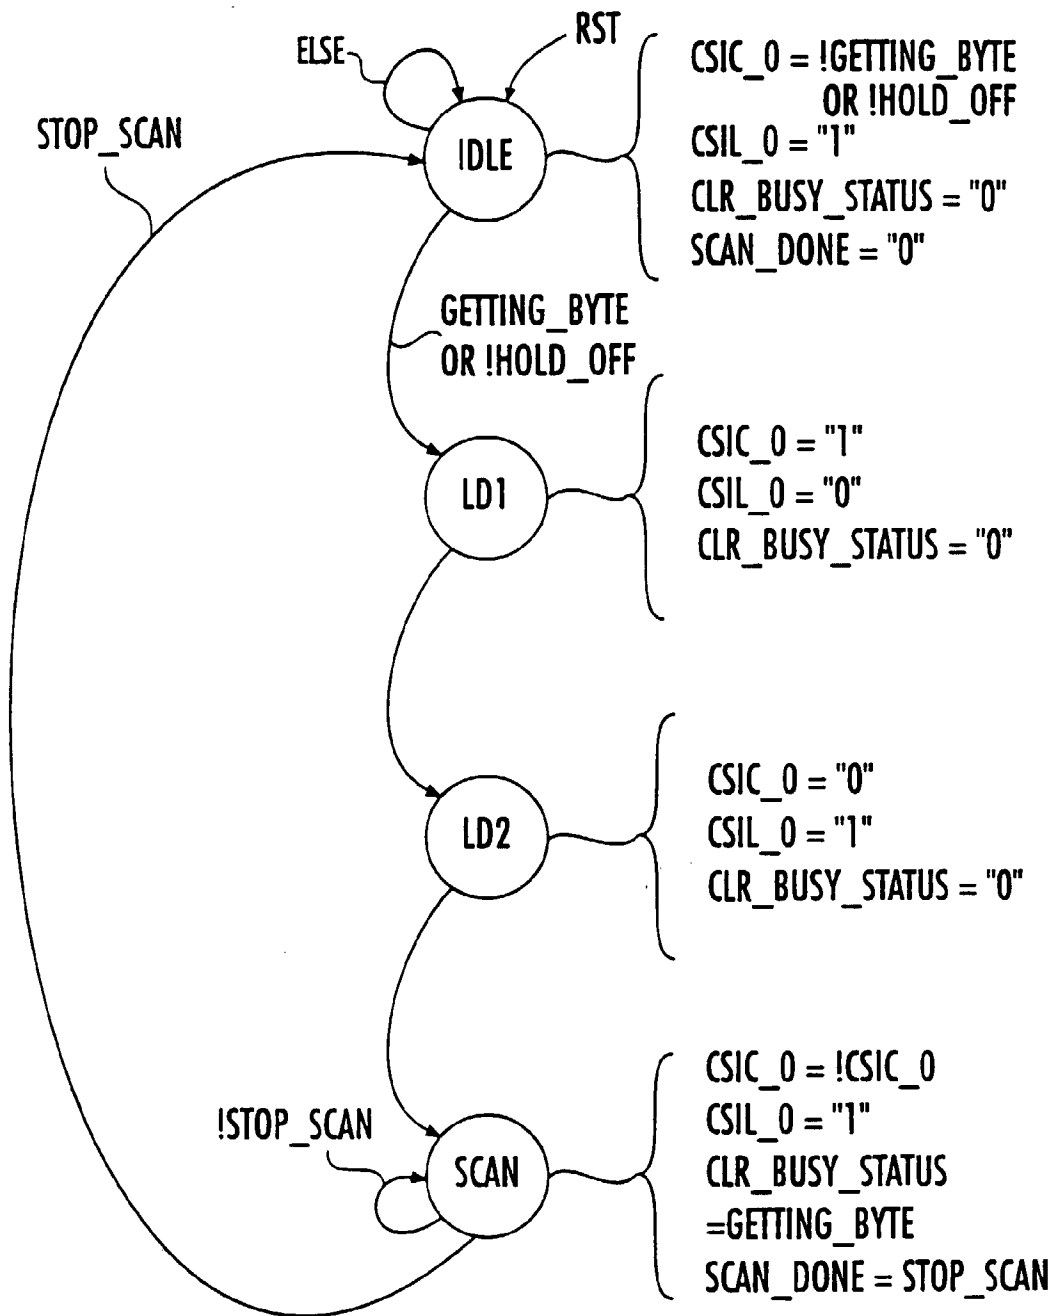 ELSE
RST
STOP_SCAN
IDLE
CSIC_0 = !GETTING_BYTE
OR !HOLD_OFF
CSIL_0 = "1"
CLR_BUSY_STATUS = "0"
SCAN_DONE = "0"
GETTING_BYTE
OR !HOLD_OFF
LD1
CSIC_0 = "1"
CSIL_0 = "0"
CLR_BUSY_STATUS = "0"
LD2
CSIC_0 = "0"
CSIL_0 = "1"
CLR_BUSY_STATUS = "0"
!STOP_SCAN
SCAN
CSIC_0 = !CSIC_0
CSIL_0 = "1"
CLR_BUSY_STATUS
=GETTING_BYTE
SCAN_DONE = STOP_SCAN